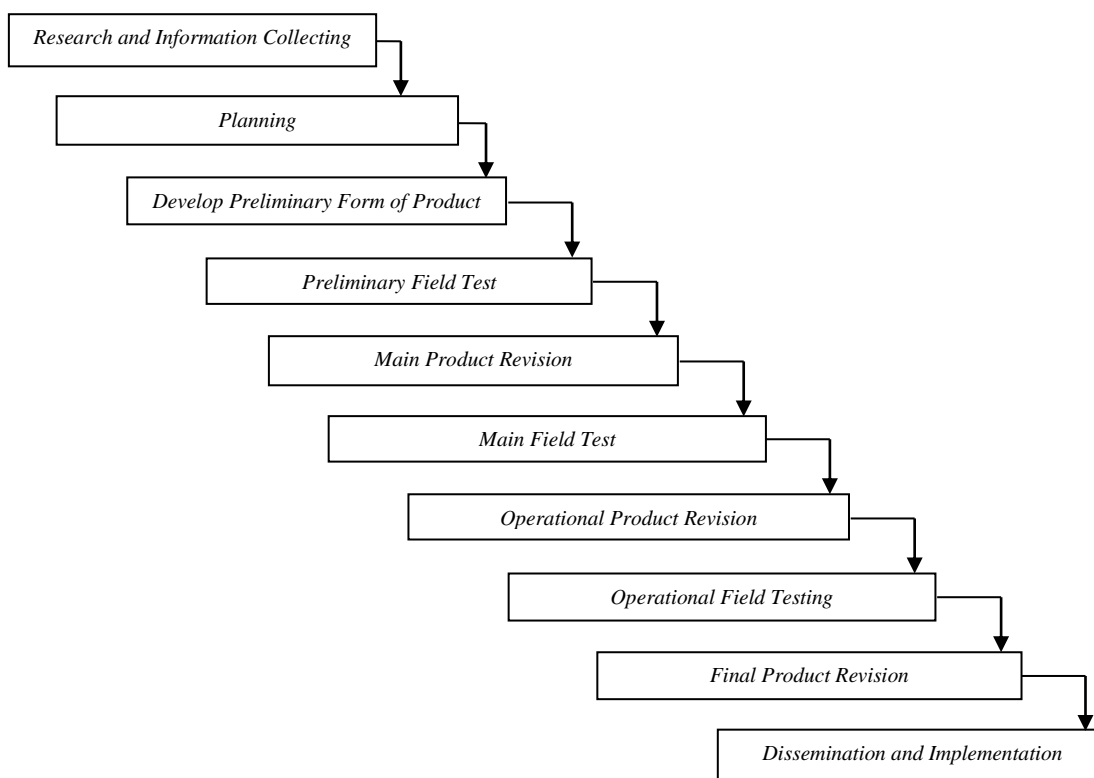 Research and Information Collecting
Planning
Develop Preliminary Form of Product
Preliminary Field Test
Main Product Revision
Main Field Test
Operational Product Revision
Operational Field Testing
Final Product Revision
Dissemination and Implementation